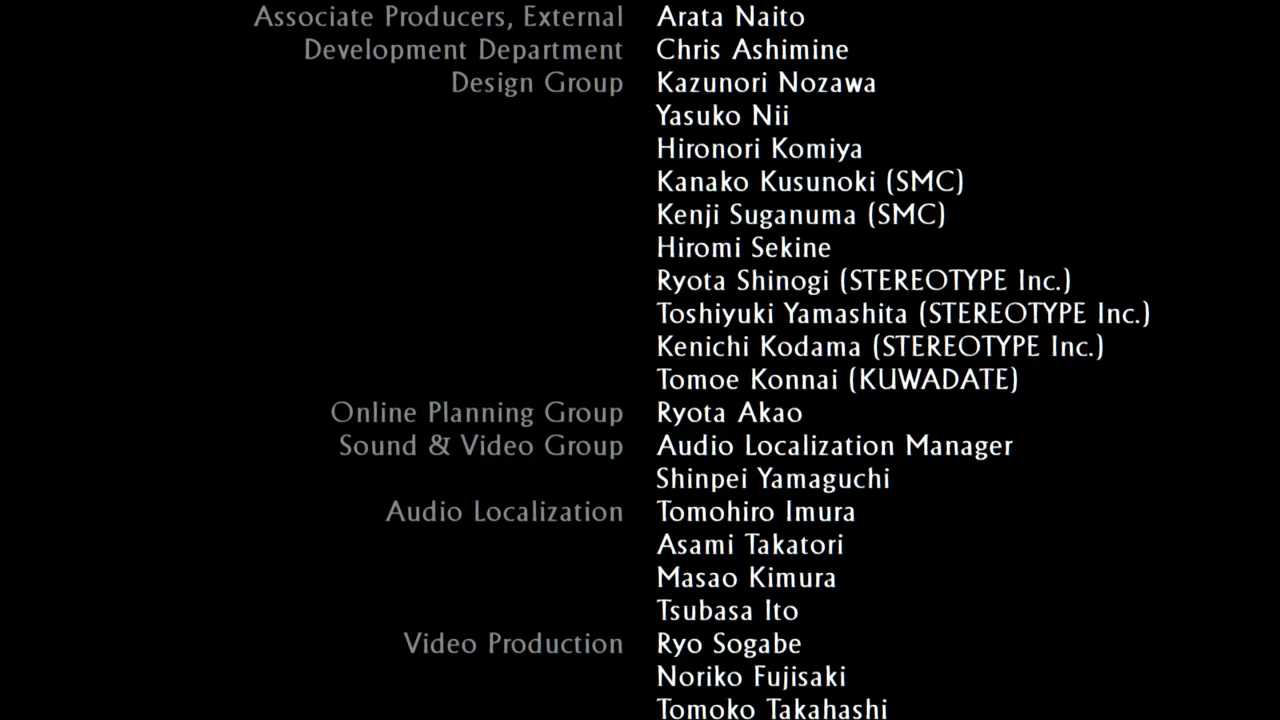 Associate Producers, External Arata Naito
Development Department Chris Ashimine
Design Group Kazunori Nozawa
Yasuko Nii
Hironori Komiya
Kanako Kusunoki (SMC)
Kenji Suganuma (SMC)
Hiromi Sekine
Ryota Shinogi (STEREOTYPE Inc.)
Toshiyuki Yamashita (STEREOTYPE Inc.)
Kenichi Kodama (STEREOTYPE Inc.)
Tomoe Konnai (KUWADATE)
Online Planning Group Ryota Akao
Sound & Video Group Audio Localization Manager
Shinpei Yamaguchi
Audio Localization Tomohiro Imura
Asami Takatori
Masao Kimura
Tsubasa Ito
Video Production Ryo Sogabe
Noriko Fujisaki
Tomoko Takahashi